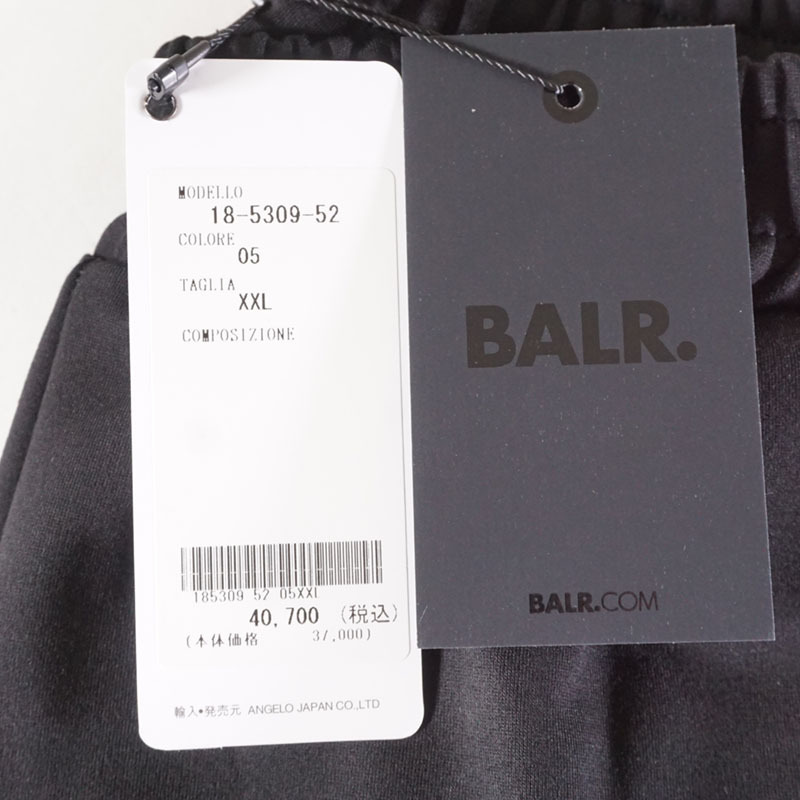 MODELLO
18-5309-52
COLORE
05
TAGLIA
XXL
COMPOSIZIONE
185309 52 05XXL
40,700 (税込)
(本体価格 37,000)
輸入•発売元 ANGELO JAPAN CO.,LTD
BALR.
BALR.COM